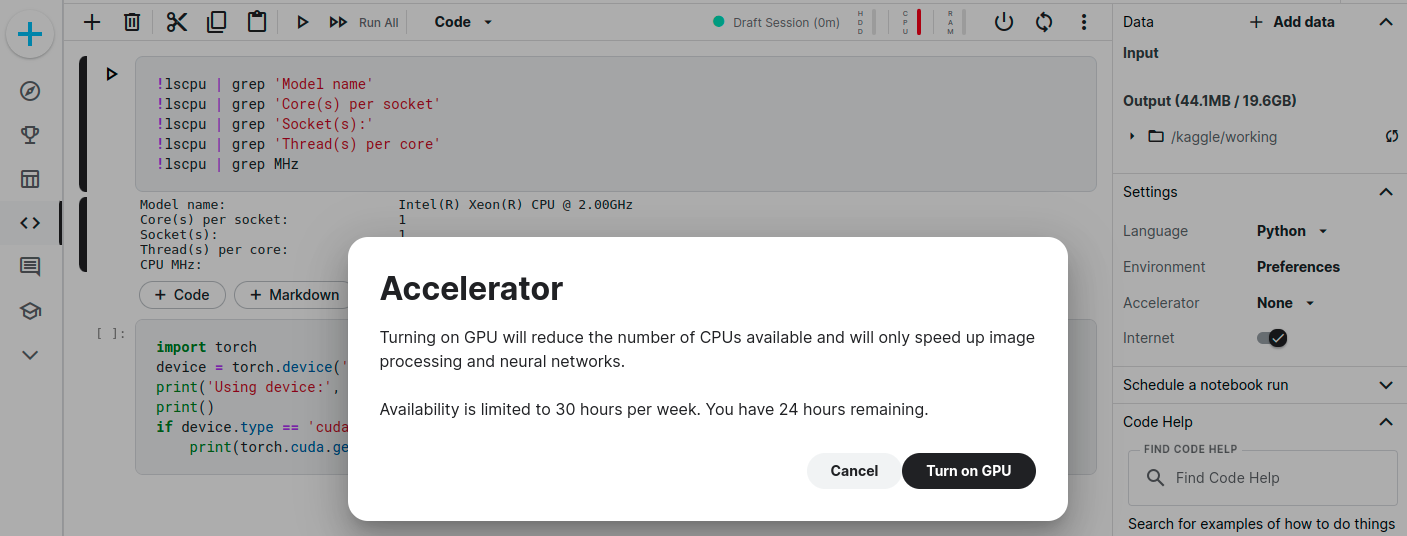 Run All
Code
Draft Session (0m)
HDD
CPU
RAM
!lscpu | grep 'Model name'
!lscpu | grep 'Core(s) per socket'
!lscpu | grep 'Socket(s):'
!lscpu | grep 'Thread(s) per core'
!lscpu | grep MHz
Model name: Intel(R) Xeon(R) CPU @ 2.00GHz
Core(s) per socket: 1
Socket(s): 1
Thread(s) per core:
CPU MHz:
+ Code
+ Markdown
[ ]:
import torch
device = torch.device('
print('Using device:',
print()
if device.type == 'cuda
print(torch.cuda.ge
Accelerator
Turning on GPU will reduce the number of CPUs available and will only speed up image
processing and neural networks.
Availability is limited to 30 hours per week. You have 24 hours remaining.
Cancel
Turn on GPU
Data
+ Add data
Input
Output (44.1MB / 19.6GB)
/kaggle/working
Settings
Language Python
Environment Preferences
Accelerator None
Internet
Schedule a notebook run
Code Help
FIND CODE HELP
Find Code Help
Search for examples of how to do things